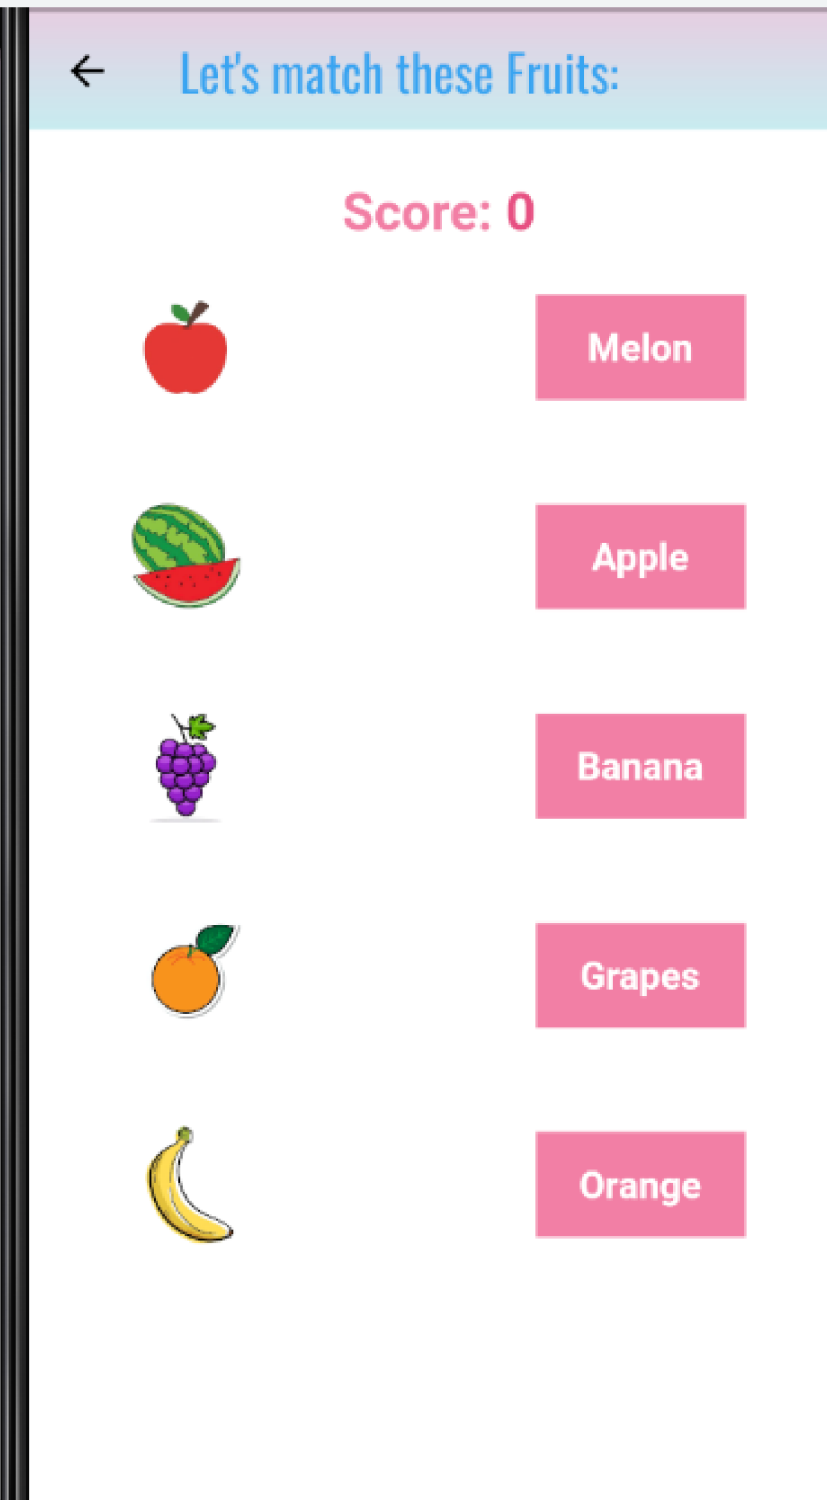 Let's match these Fruits:
Score: 0
Melon
Apple
Banana
Grapes
Orange